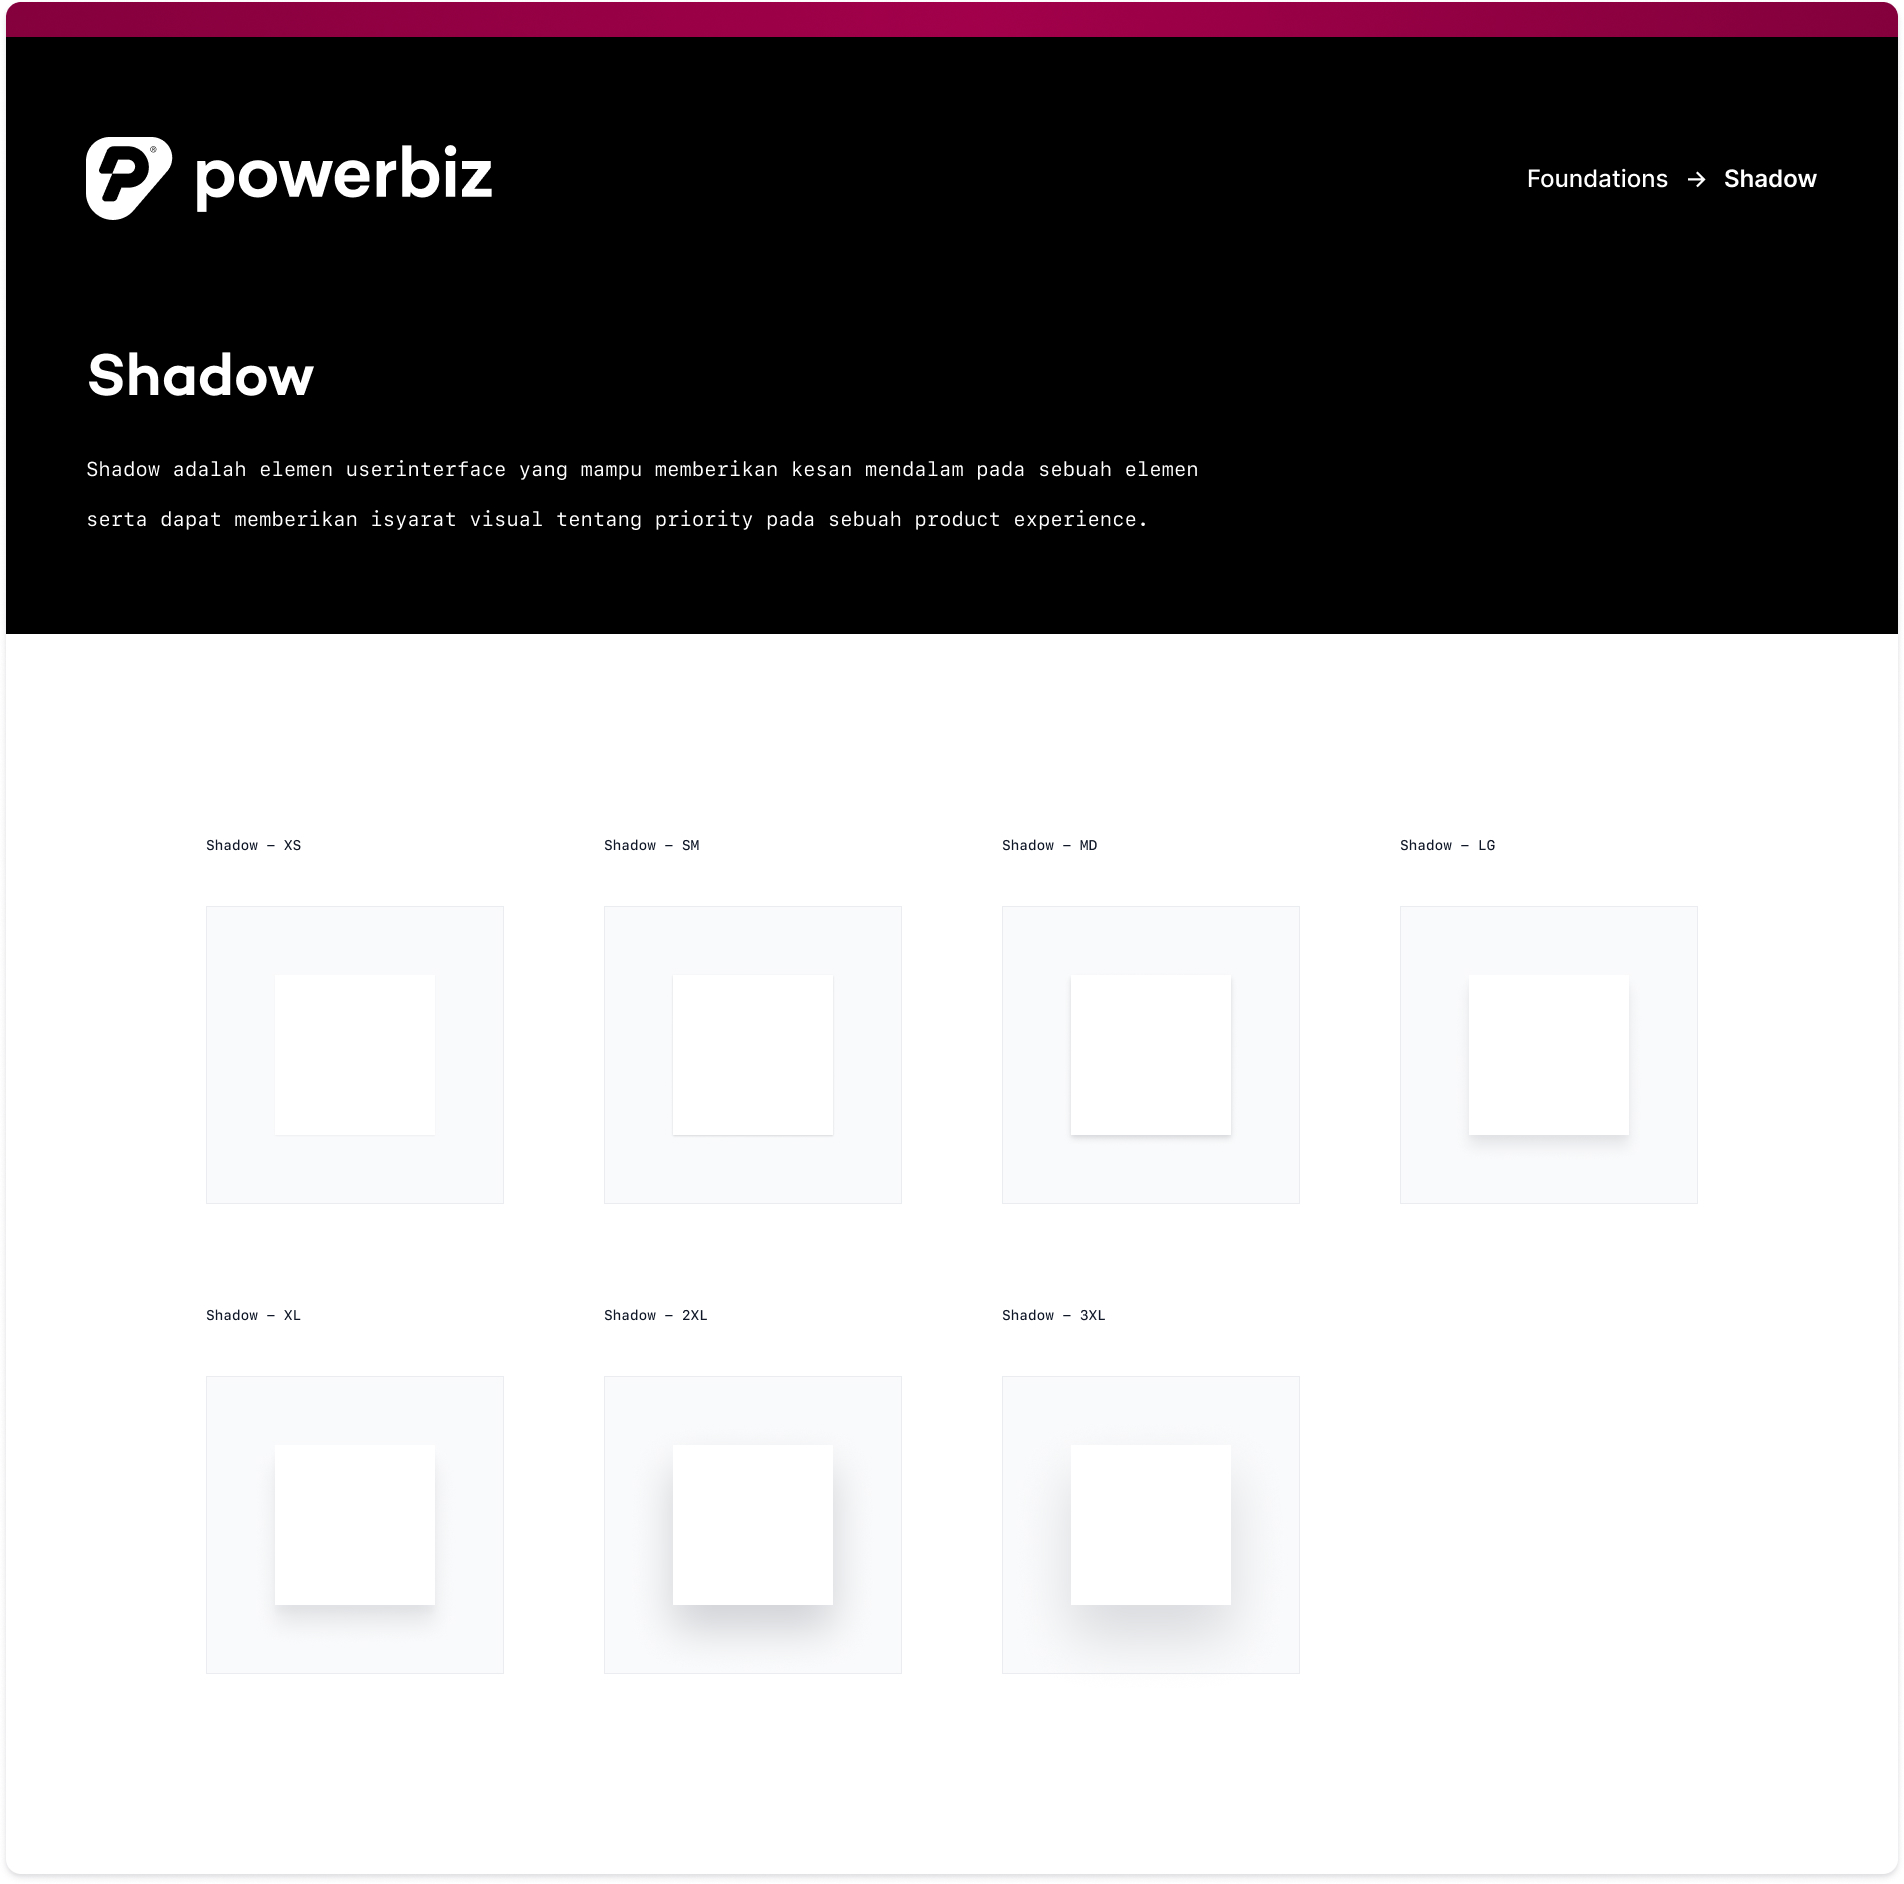 powerbiz
Foundations → Shadow
Shadow
Shadow adalah elemen userinterface yang mampu memberikan kesan mendalam pada sebuah elemen
serta dapat memberikan isyarat visual tentang priority pada sebuah product experience.
Shadow – XS
Shadow – SM
Shadow – MD
Shadow – LG
Shadow – XL
Shadow – 2XL
Shadow – 3XL